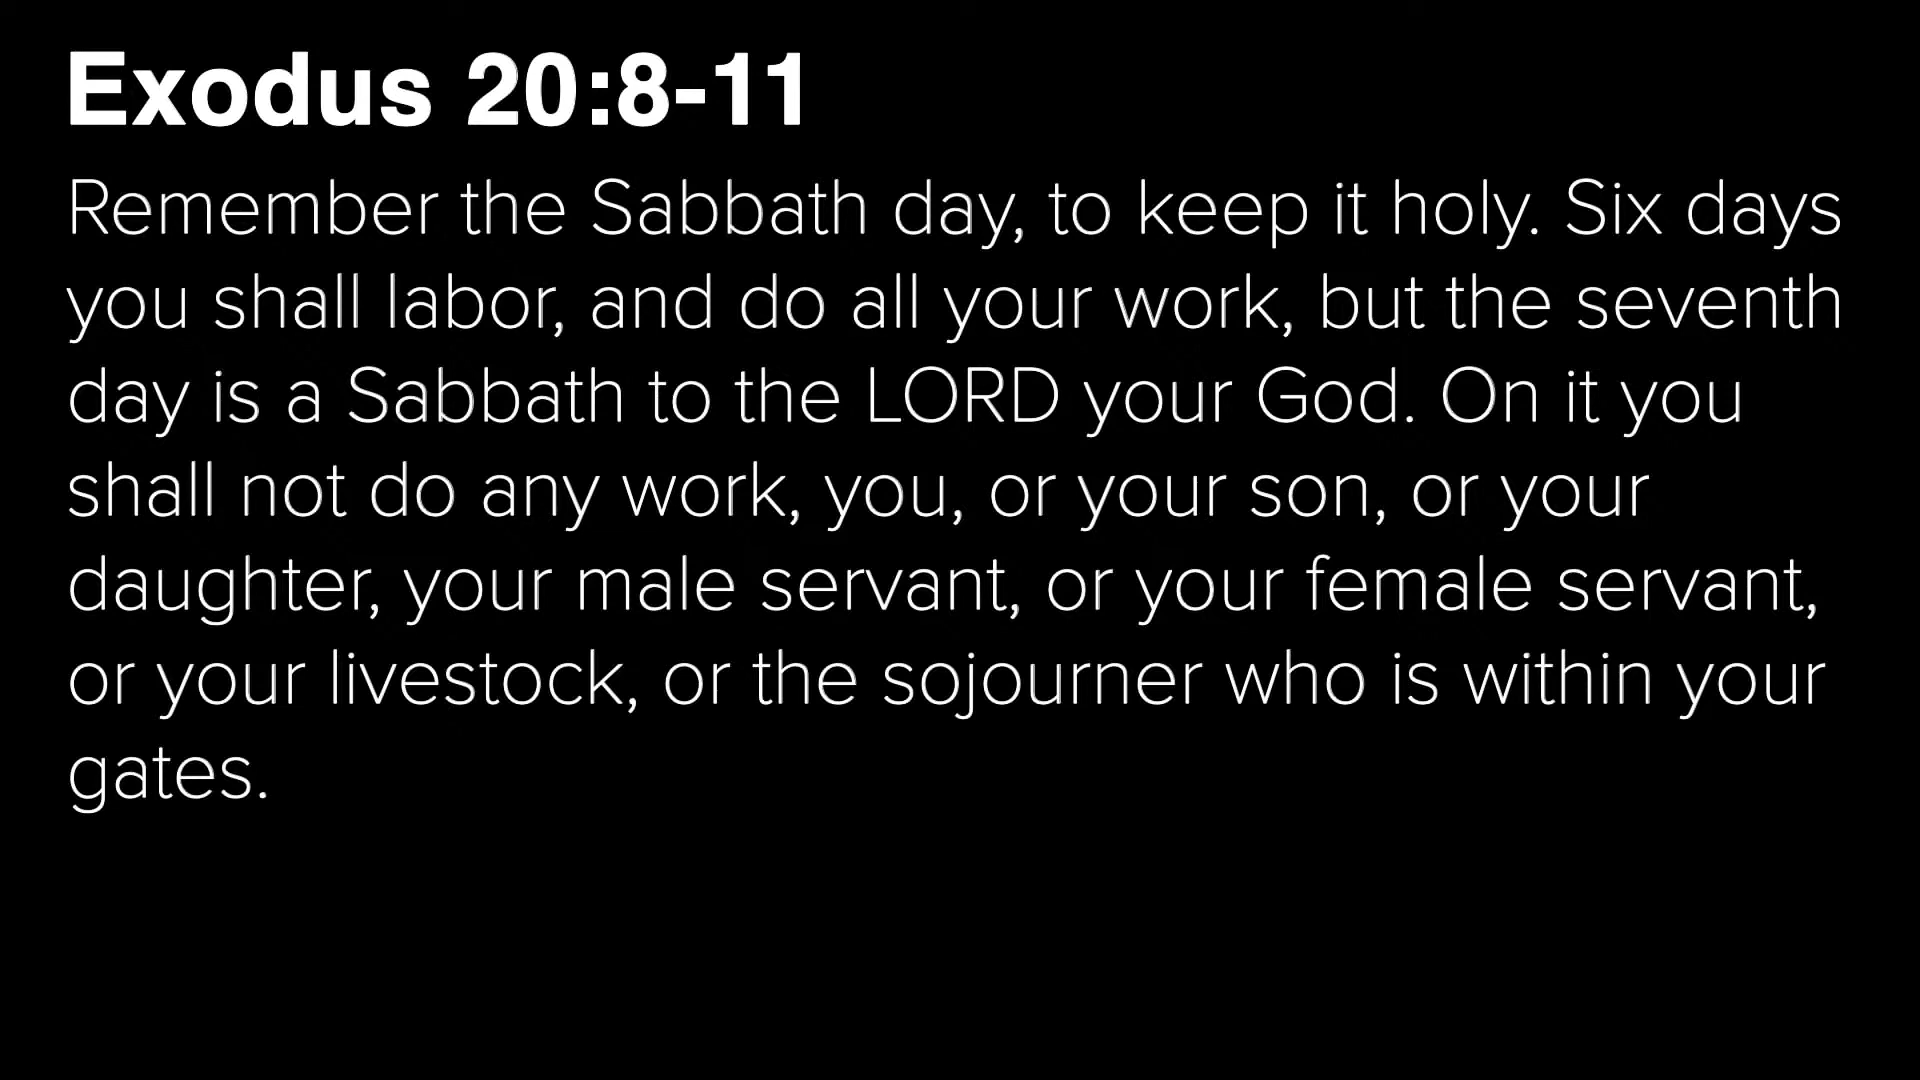 Exodus 20:8-11
Remember the Sabbath day, to keep it holy. Six days
you shall labor, and do all your work, but the seventh
day is a Sabbath to the LORD your God. On it you
shall not do any work, you, or your son, or your
daughter, your male servant, or your female servant,
or your livestock, or the sojourner who is within your
gates.